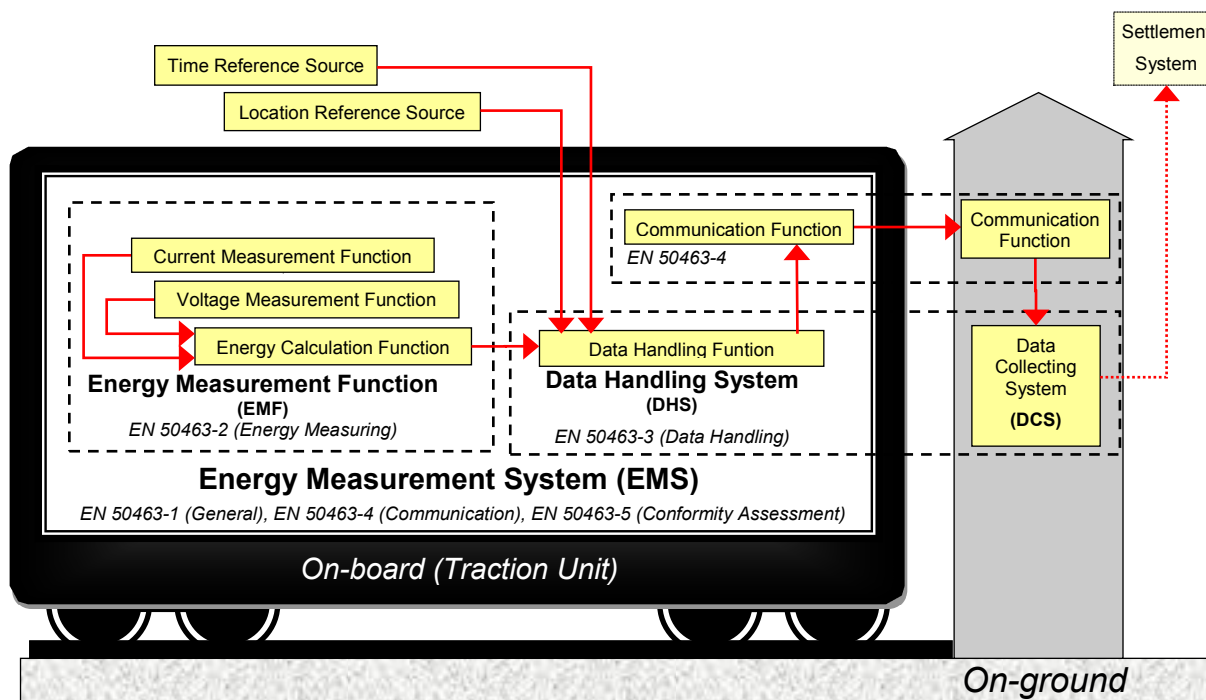 Settlement
System
Time Reference Source
Location Reference Source
Communication Function
EN 50463-4
Communication
Function
Current Measurement Function
Voltage Measurement Function
Energy Calculation Function
Data Handling Funtion
Energy Measurement Function
(EMF)
EN 50463-2 (Energy Measuring)
Data Handling System
(DHS)
EN 50463-3 (Data Handling)
Data
Collecting
System
(DCS)
Energy Measurement System (EMS)
EN 50463-1 (General), EN 50463-4 (Communication), EN 50463-5 (Conformity Assessment)
On-board (Traction Unit)
On-ground